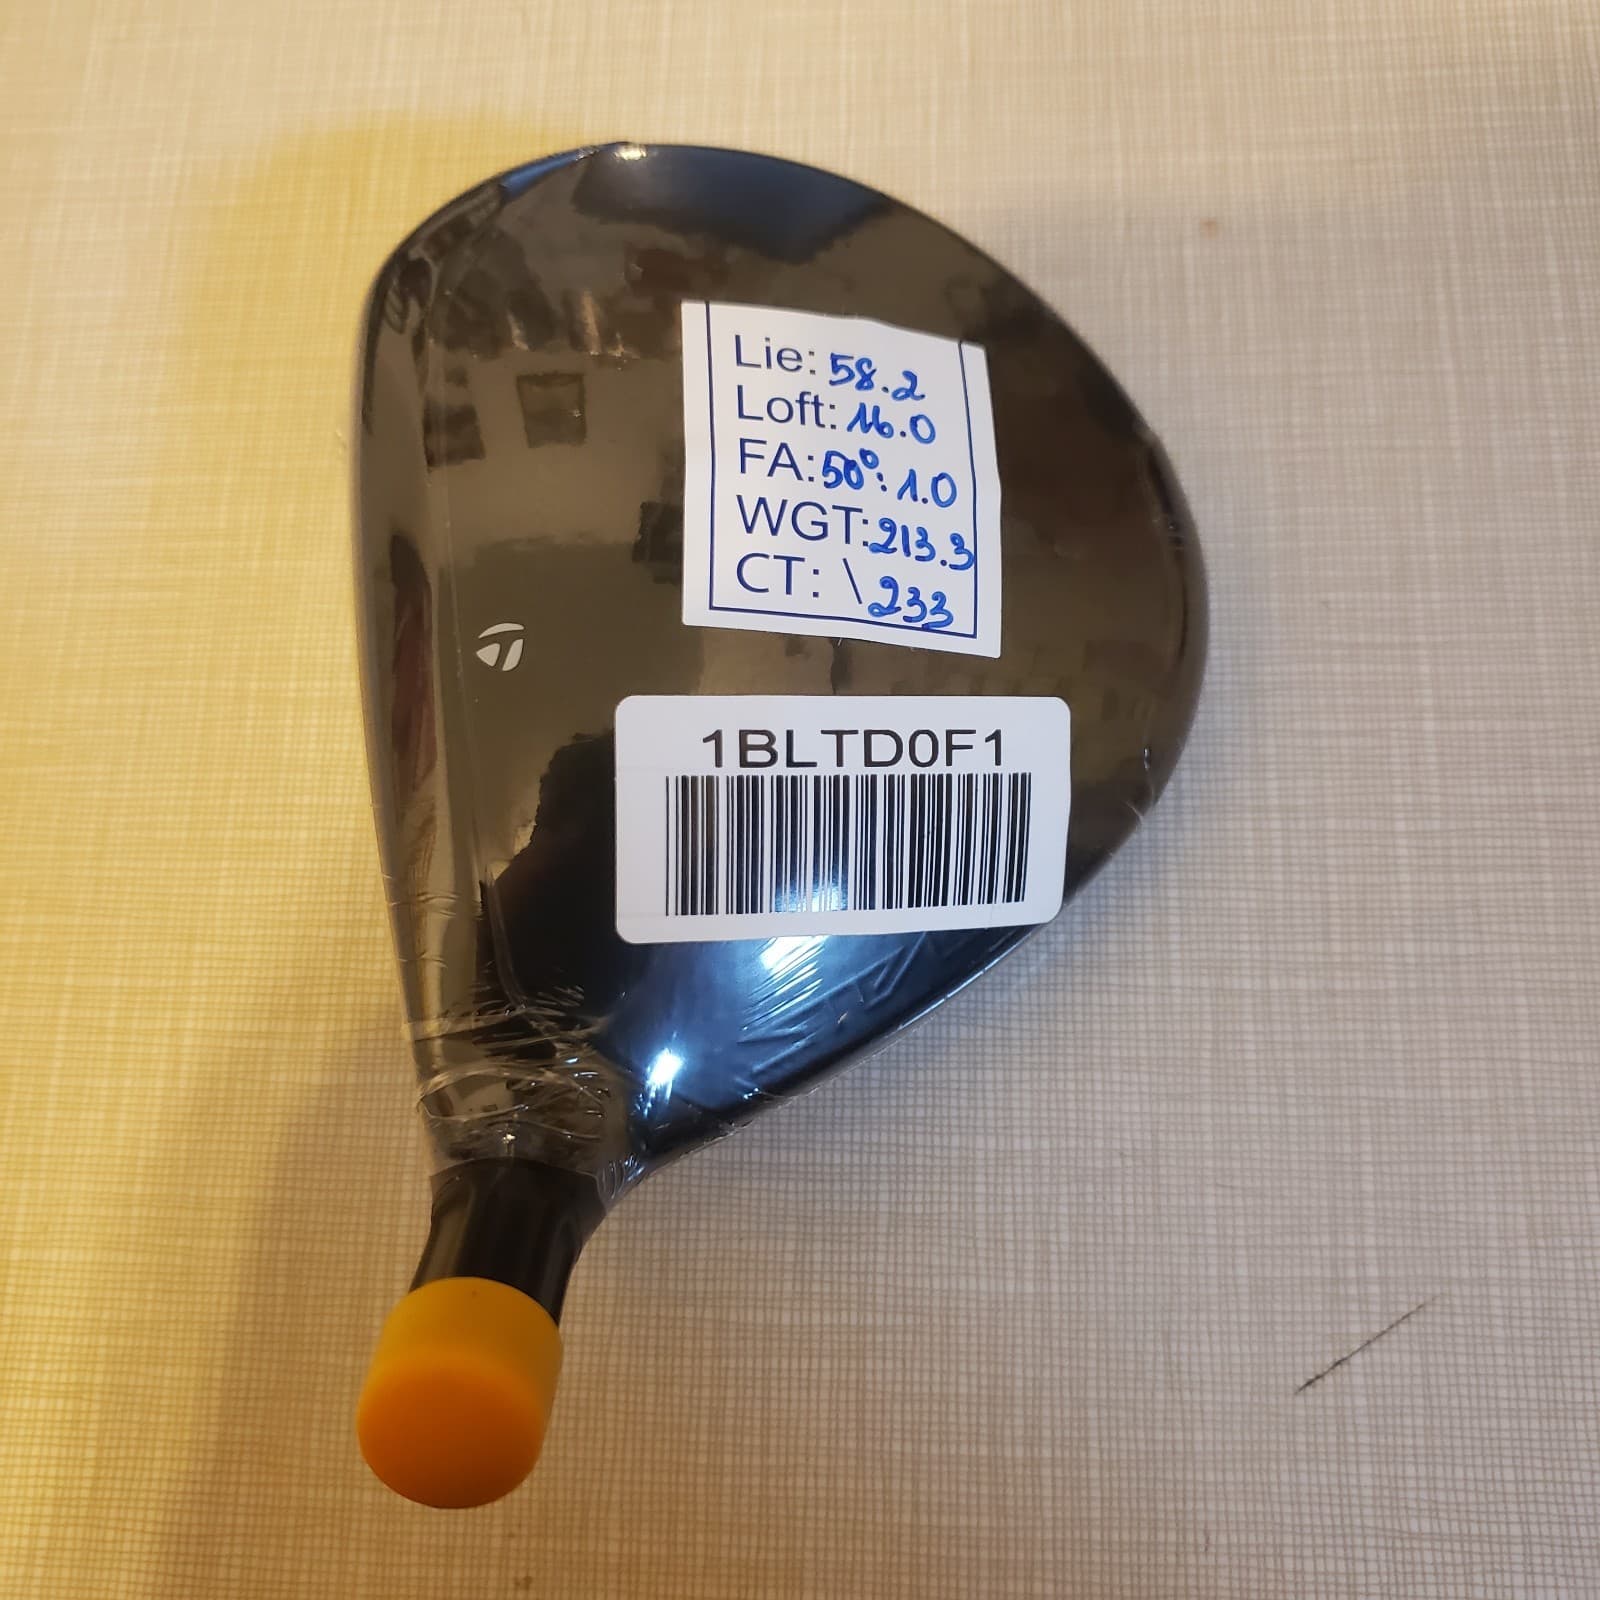 Lie: 58.2
Loft: 16.0
FA: 50°: 1.0
WGT: 213.3
CT: \ 233
1BLTD0F1